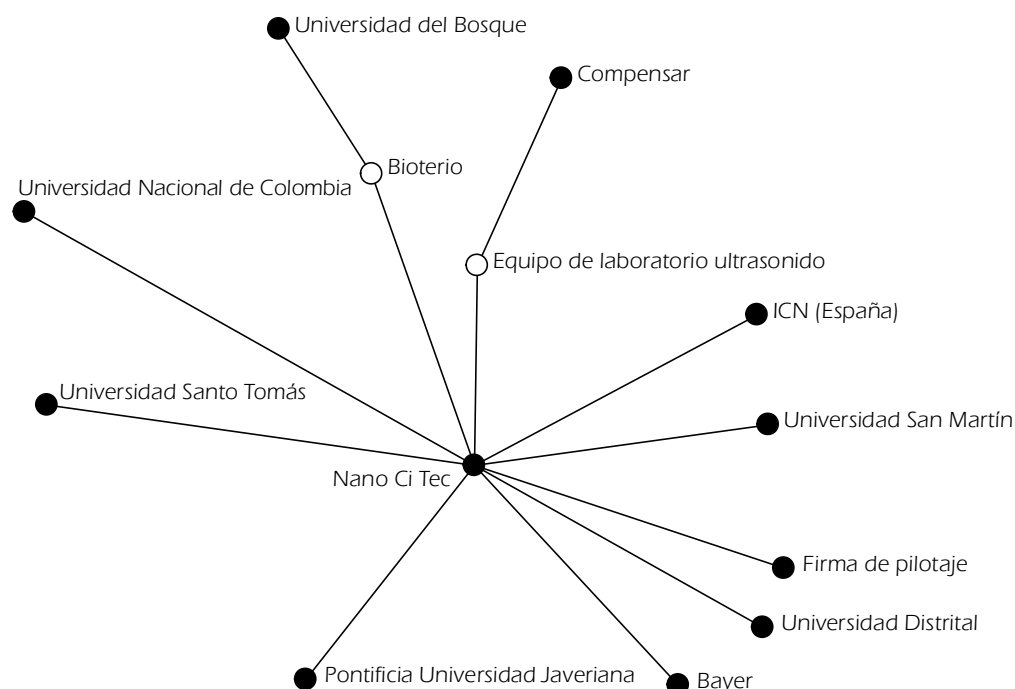 Universidad del Bosque
Compensar
Bioterio
Universidad Nacional de Colombia
Equipo de laboratorio ultrasonido
ICN (España)
Universidad Santo Tomás
Universidad San Martín
Nano Ci Tec
Firma de pilotaje
Universidad Distrital
Pontificia Universidad Javeriana
Bayer